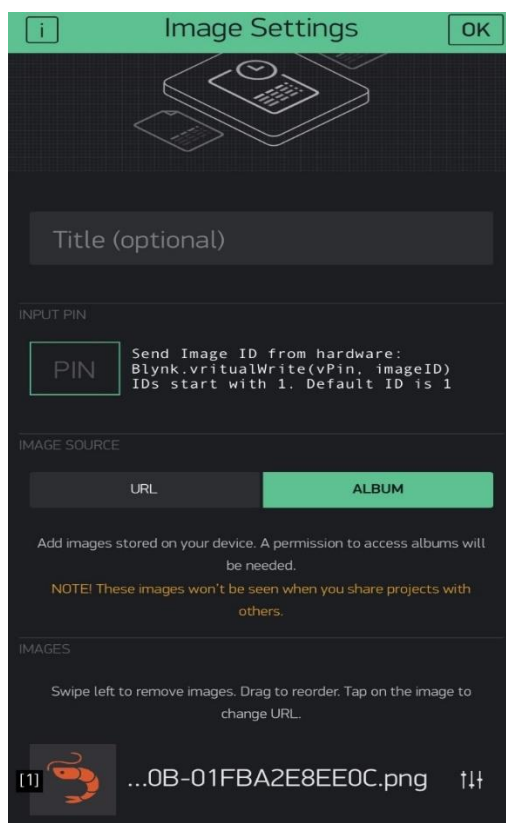 i
Image Settings
OK
Title (optional)
INPUT PIN
PIN
Send Image ID from hardware:
Blynk.vritualWrite(vPin, imageID)
IDs start with 1. Default ID is 1
IMAGE SOURCE
URL
ALBUM
Add images stored on your device. A permission to access albums will
be needed.
NOTE! These images won't be seen when you share projects with
others.
IMAGES
Swipe left to remove images. Drag to reorder. Tap on the image to
change URL.
[1]
...0B-01FBA2E8EE0C.png